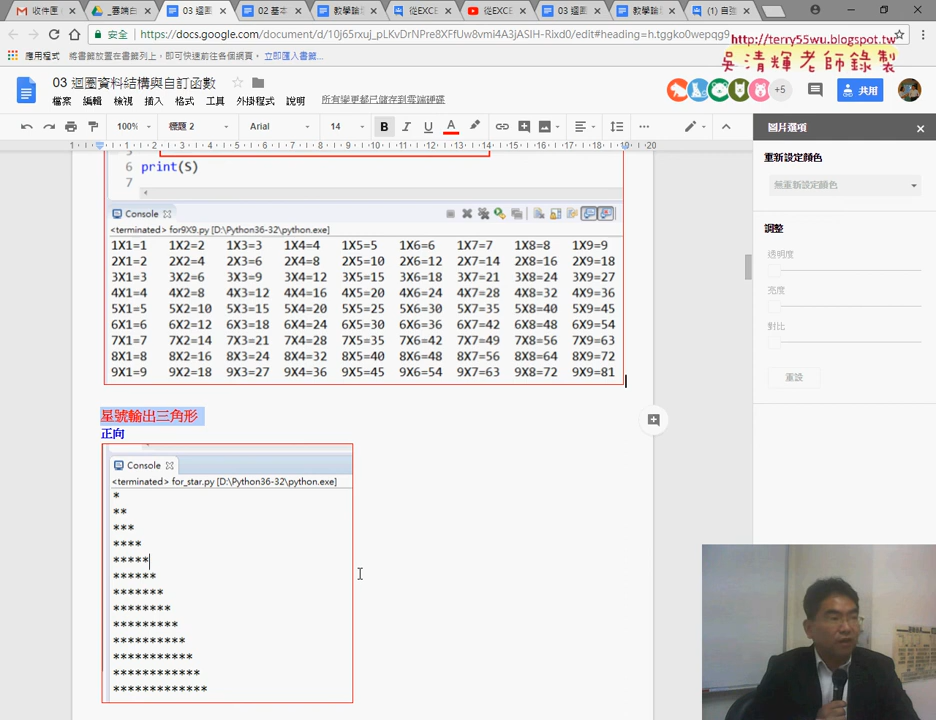 收件匣
_雲端白
03 迴圈
02 基本
教學論
從EXCE
從EXCE
03 迴圈
教學論
(1) 自強
安全
https://docs.google.com/document/d/10j65rxuj_pLKvDrNPre8XfFUw8vmi4A3jASIH-Rixd0/edit#heading=h.tggko0wepqg9
http://terry55wu.blogspot.tw
吳清輝老師錄製
應用程式
將書籤放置在書籤列上，即可快速前往各個網頁。
立即匯入書籤...
03 迴圈資料結構與自訂函數
檔案 編輯 檢視 插入 格式 工具 外掛程式 說明
所有變更都已儲存到雲端硬碟
+5
共用
100%
標題 2
Arial
14
B I U A
圖片選項
重新設定顏色
無重新設定顏色
調整
透明度
亮度
對比
重設
6 print(S)
7
Console
<terminated> for9X9.py [D:\Python36-32\python.exe]
1X1=1 1X2=2 1X3=3 1X4=4 1X5=5 1X6=6 1X7=7 1X8=8 1X9=9
2X1=2 2X2=4 2X3=6 2X4=8 2X5=10 2X6=12 2X7=14 2X8=16 2X9=18
3X1=3 3X2=6 3X3=9 3X4=12 3X5=15 3X6=18 3X7=21 3X8=24 3X9=27
4X1=4 4X2=8 4X3=12 4X4=16 4X5=20 4X6=24 4X7=28 4X8=32 4X9=36
5X1=5 5X2=10 5X3=15 5X4=20 5X5=25 5X6=30 5X7=35 5X8=40 5X9=45
6X1=6 6X2=12 6X3=18 6X4=24 6X5=30 6X6=36 6X7=42 6X8=48 6X9=54
7X1=7 7X2=14 7X3=21 7X4=28 7X5=35 7X6=42 7X7=49 7X8=56 7X9=63
8X1=8 8X2=16 8X3=24 8X4=32 8X5=40 8X6=48 8X7=56 8X8=64 8X9=72
9X1=9 9X2=18 9X3=27 9X4=36 9X5=45 9X6=54 9X7=63 9X8=72 9X9=81
星號輸出三角形
正向
Console
<terminated> for_star.py [D:\Python36-32\python.exe]
*
**
***
****
*****
******
*******
********
*********
**********
***********
************
*************